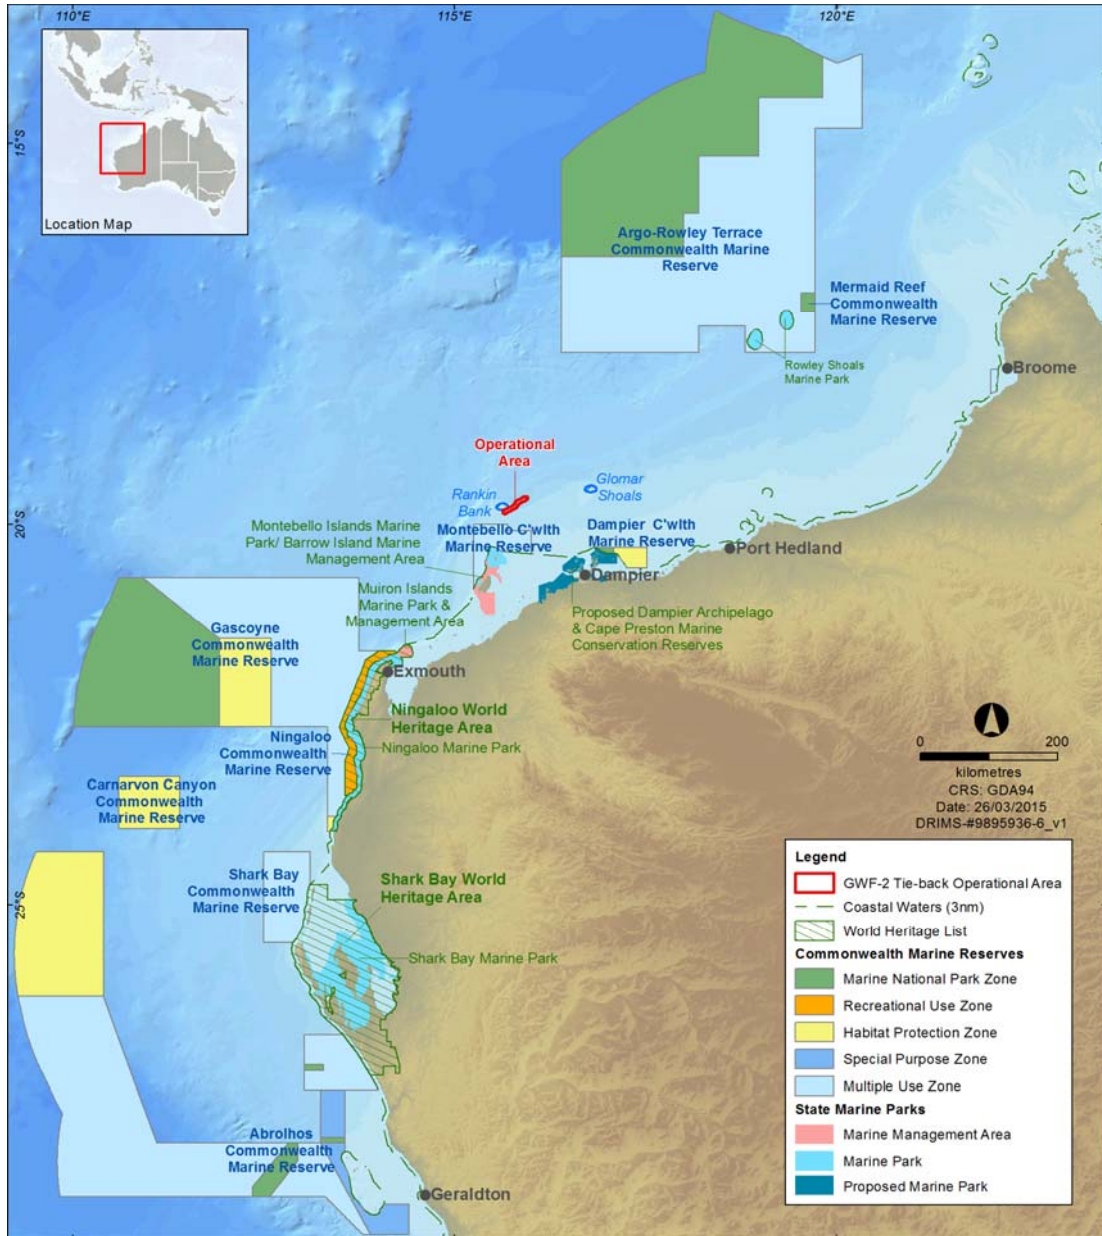 110°E
115°E
120°E
15°S
20°S
25°S
Location Map
Argo-Rowley Terrace
Commonwealth Marine
Reserve
Mermaid Reef
Commonwealth
Marine Reserve
Rowley Shoals
Marine Park
Broome
Operational
Area
Rankin
Bank
Glomar
Shoals
Montebello C'wlth
Marine Reserve
Dampier C'wlth
Marine Reserve
Montebello Islands Marine
Park/ Barrow Island Marine
Management Area
Port Hedland
Dampier
Muiron Islands
Marine Park &
Management Area
Proposed Dampier Archipelago
& Cape Preston Marine
Conservation Reserves
Gascoyne
Commonwealth
Marine Reserve
Exmouth
Ningaloo World
Heritage Area
Ningaloo Marine Park
Ningaloo
Commonwealth
Marine Reserve
Carnarvon Canyon
Commonwealth
Marine Reserve
Shark Bay
Commonwealth
Marine Reserve
Shark Bay World
Heritage Area
Shark Bay Marine Park
Abrolhos
Commonwealth
Marine Reserve
Geraldton
0 200
kilometres
CRS: GDA94
Date: 26/03/2015
DRIMS-#9895936-6_v1
Legend
GWF-2 Tie-back Operational Area
Coastal Waters (3nm)
World Heritage List
Commonwealth Marine Reserves
Marine National Park Zone
Recreational Use Zone
Habitat Protection Zone
Special Purpose Zone
Multiple Use Zone
State Marine Parks
Marine Management Area
Marine Park
Proposed Marine Park